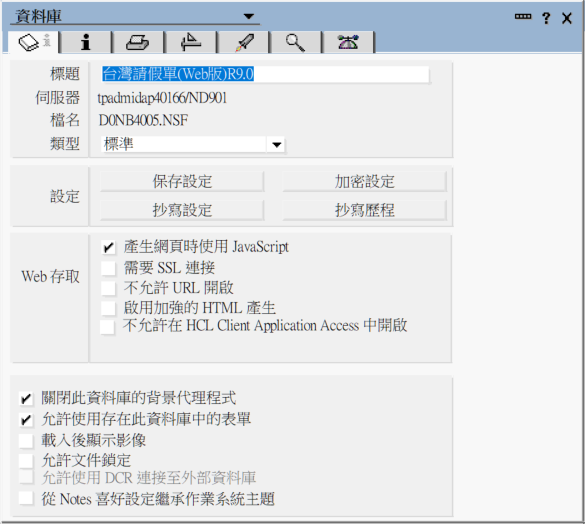 資料庫
? X
標題 台灣請假單(Web版)R9.0
伺服器 tpadmidap40166/ND901
檔名 D0NB4005.NSF
類型 標準
設定
保存設定 加密設定
抄寫設定 抄寫歷程
Web 存取
產生網頁時使用 JavaScript
需要 SSL 連接
不允許 URL 開啟
啟用加強的 HTML 產生
不允許在 HCL Client Application Access 中開啟
關閉此資料庫的背景代理程式
允許使用存在此資料庫中的表單
載入後顯示影像
允許文件鎖定
允許使用 DCR 連接至外部資料庫
從 Notes 喜好設定繼承作業系統主題